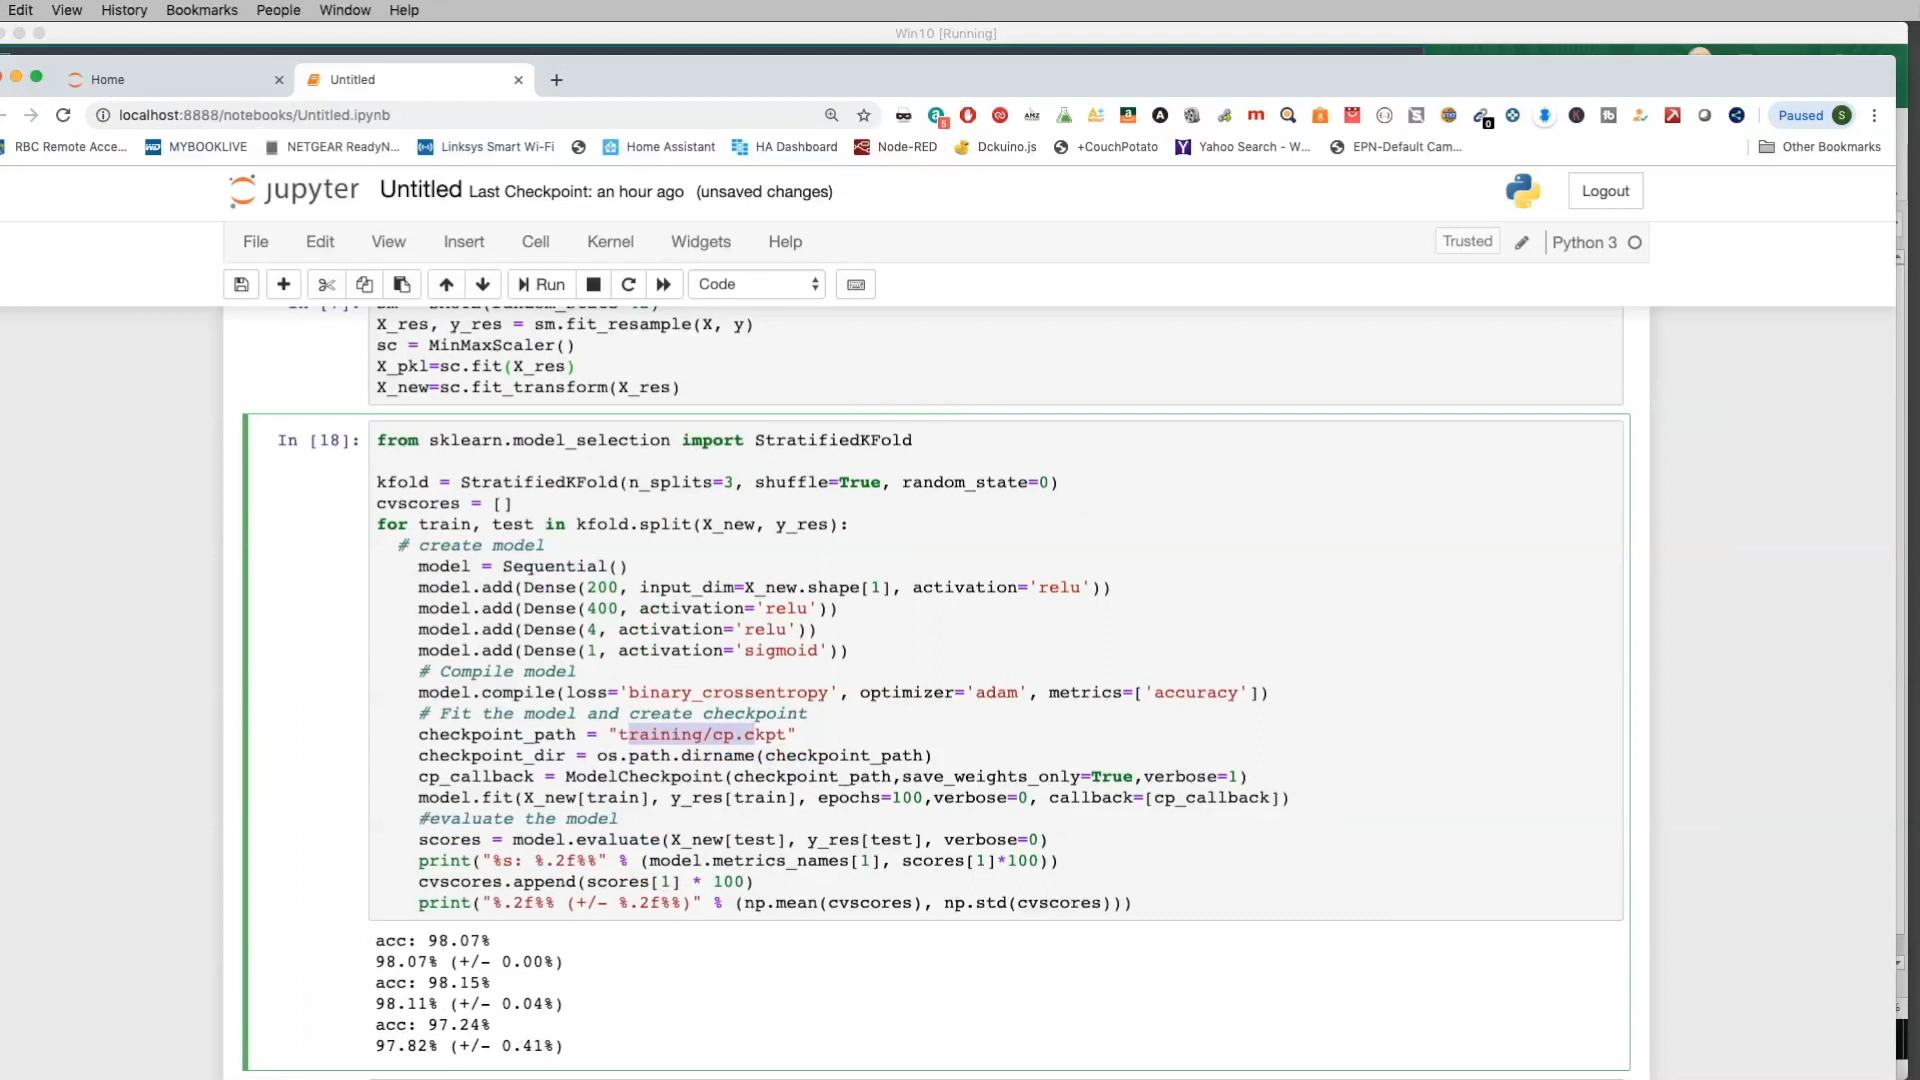 Edit View History Bookmarks People Window Help
Win10 [Running]
Home
Untitled
localhost:8888/notebooks/Untitled.ipynb
Paused S
RBC Remote Acce... MYBOOKLIVE NETGEAR ReadyN... Linksys Smart Wi-Fi Home Assistant HA Dashboard Node-RED Dckuino.js +CouchPotato Yahoo Search - W... EPN-Default Cam... Other Bookmarks
jupyter Untitled Last Checkpoint: an hour ago (unsaved changes) Logout
File Edit View Insert Cell Kernel Widgets Help Trusted Python 3
Run Code
X_res, y_res = sm.fit_resample(X, y)
sc = MinMaxScaler()
X_pkl=sc.fit(X_res)
X_new=sc.fit_transform(X_res)
In [18]: from sklearn.model_selection import StratifiedKFold
kfold = StratifiedKFold(n_splits=3, shuffle=True, random_state=0)
cvscores = []
for train, test in kfold.split(X_new, y_res):
# create model
model = Sequential()
model.add(Dense(200, input_dim=X_new.shape[1], activation='relu'))
model.add(Dense(400, activation='relu'))
model.add(Dense(4, activation='relu'))
model.add(Dense(1, activation='sigmoid'))
# Compile model
model.compile(loss='binary_crossentropy', optimizer='adam', metrics=['accuracy'])
# Fit the model and create checkpoint
checkpoint_path = "training/cp.ckpt"
checkpoint_dir = os.path.dirname(checkpoint_path)
cp_callback = ModelCheckpoint(checkpoint_path,save_weights_only=True,verbose=1)
model.fit(X_new[train], y_res[train], epochs=100,verbose=0, callback=[cp_callback])
#evaluate the model
scores = model.evaluate(X_new[test], y_res[test], verbose=0)
print("%s: %.2f%%" % (model.metrics_names[1], scores[1]*100))
cvscores.append(scores[1] * 100)
print("%.2f%% (+/- %.2f%%)" % (np.mean(cvscores), np.std(cvscores)))
acc: 98.07%
98.07% (+/- 0.00%)
acc: 98.15%
98.11% (+/- 0.04%)
acc: 97.24%
97.82% (+/- 0.41%)